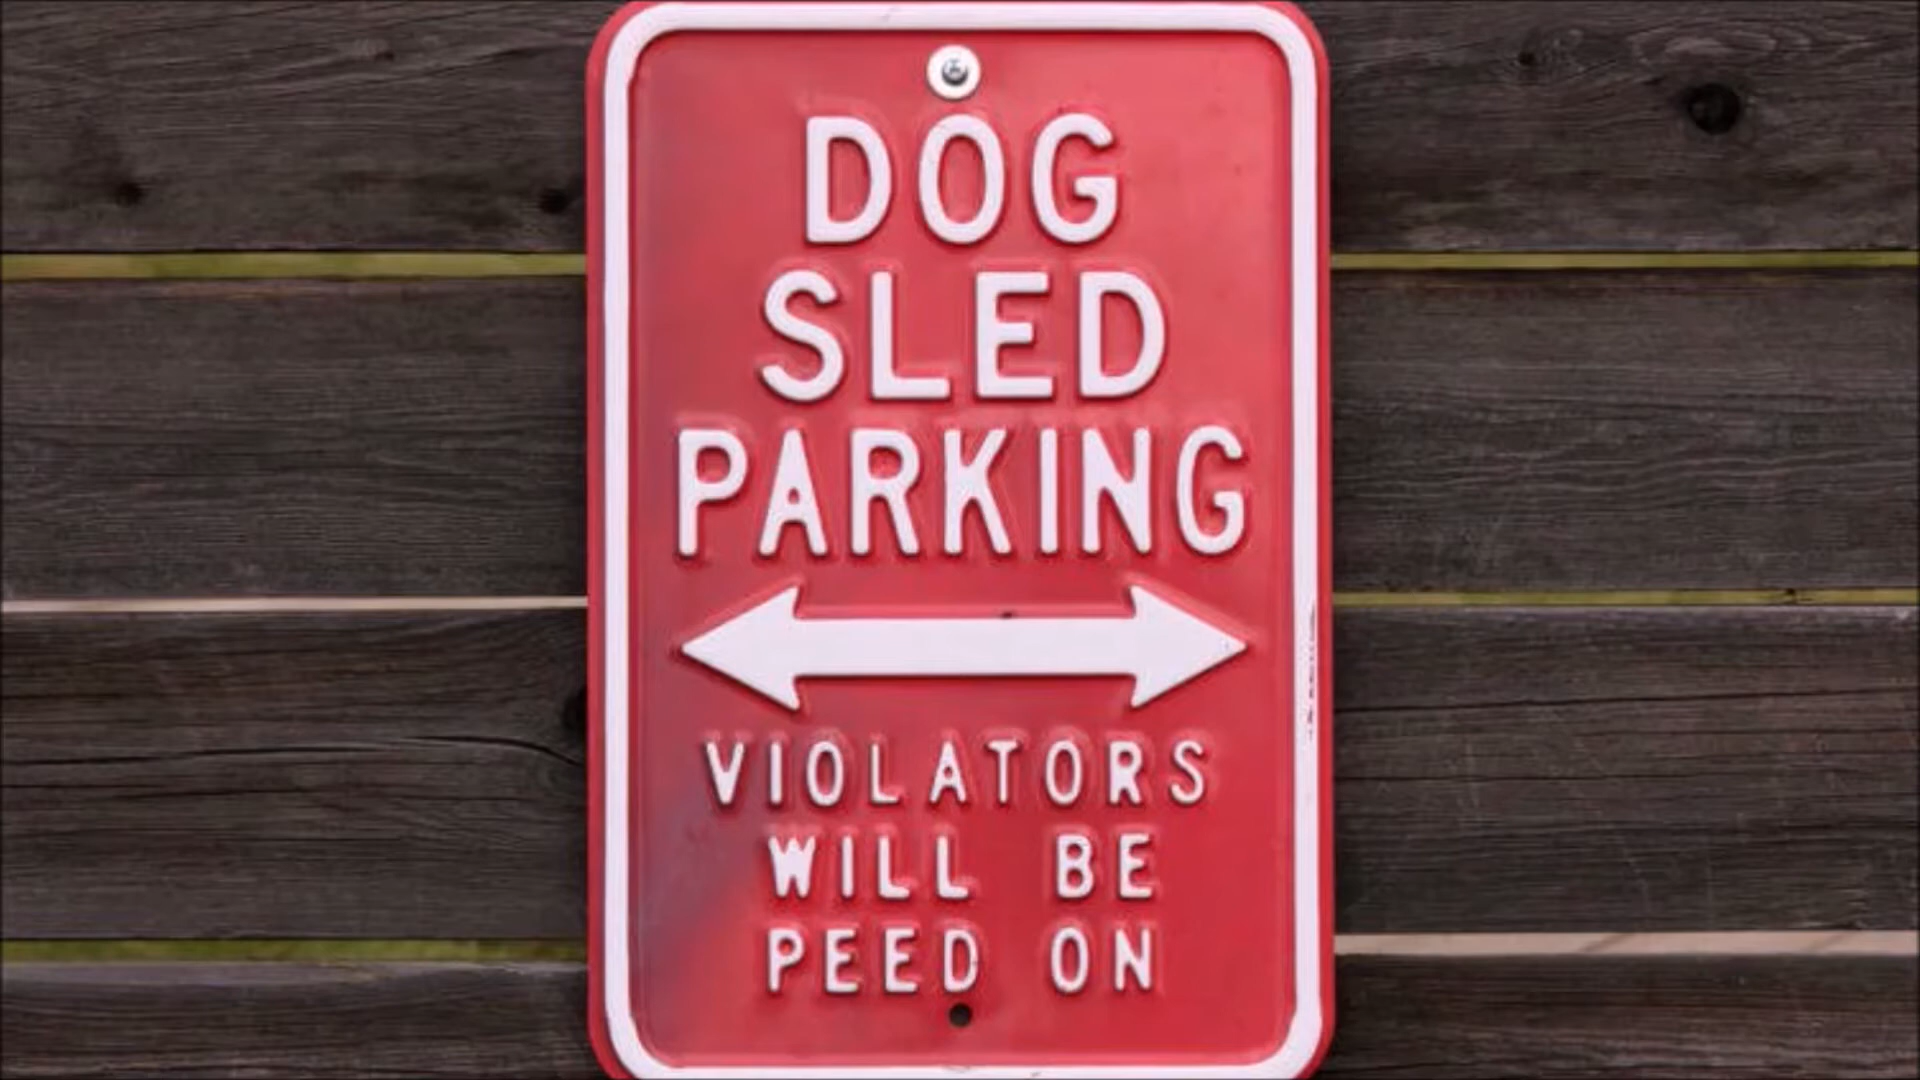 DOG
SLED
PARKING
VIOLATORS
WILL BE
PEED ON